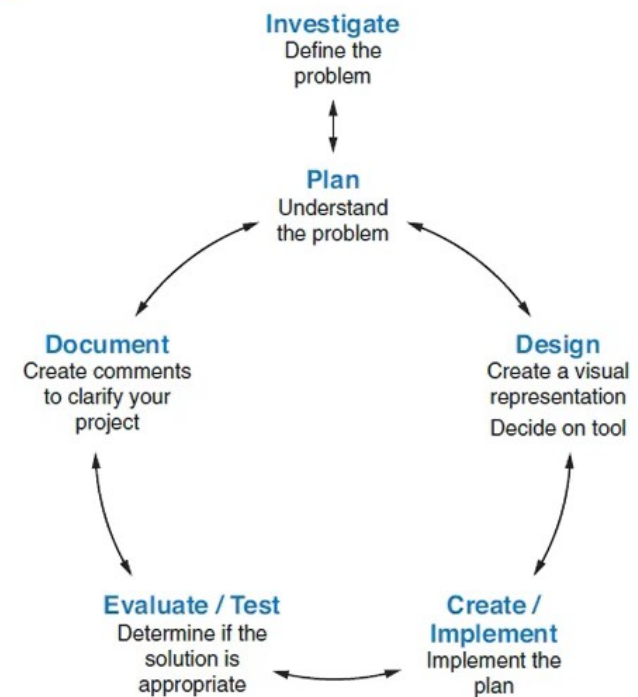 Investigate
Define the
problem
Plan
Understand
the problem
Document
Create comments
to clarify your
project
Design
Create a visual
representation
Decide on tool
Evaluate / Test
Determine if the
solution is
appropriate
Create /
Implement
Implement the
plan